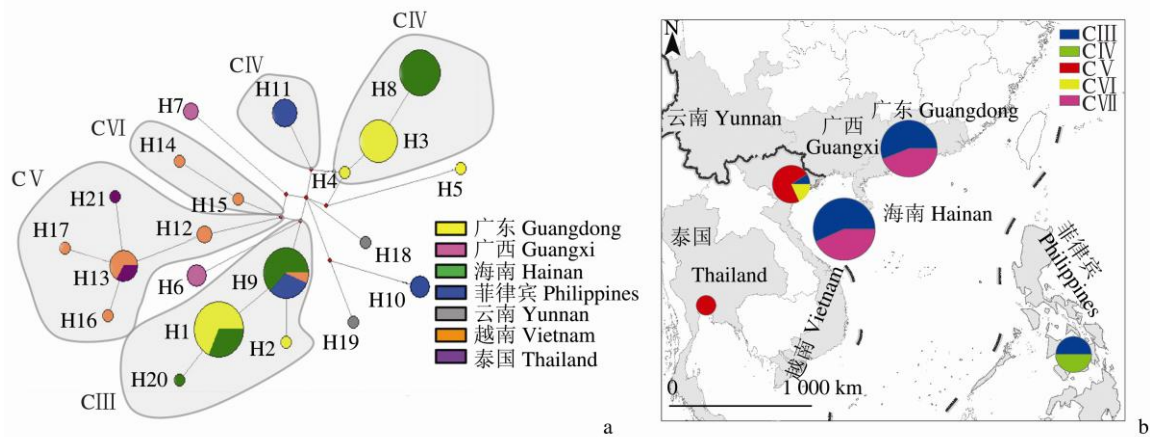 CⅣ
CⅣ
H8
H11
H7
CⅥ
H3
H14
H4
H5
CⅤ
H21
H15
H17
H12
H13
H18
H6
H9
H10
H16
H1
H2
H19
H20
CⅢ
广东 Guangdong
广西 Guangxi
海南 Hainan
菲律宾 Philippines
云南 Yunnan
越南 Vietnam
泰国 Thailand
a
N
CⅢ
CⅣ
CⅤ
CⅥ
CⅦ
广东 Guangdong
云南 Yunnan
广西
Guangxi
海南 Hainan
泰国
Thailand
越南 Vietnam
菲律宾
Philippines
0
1 000 km
b